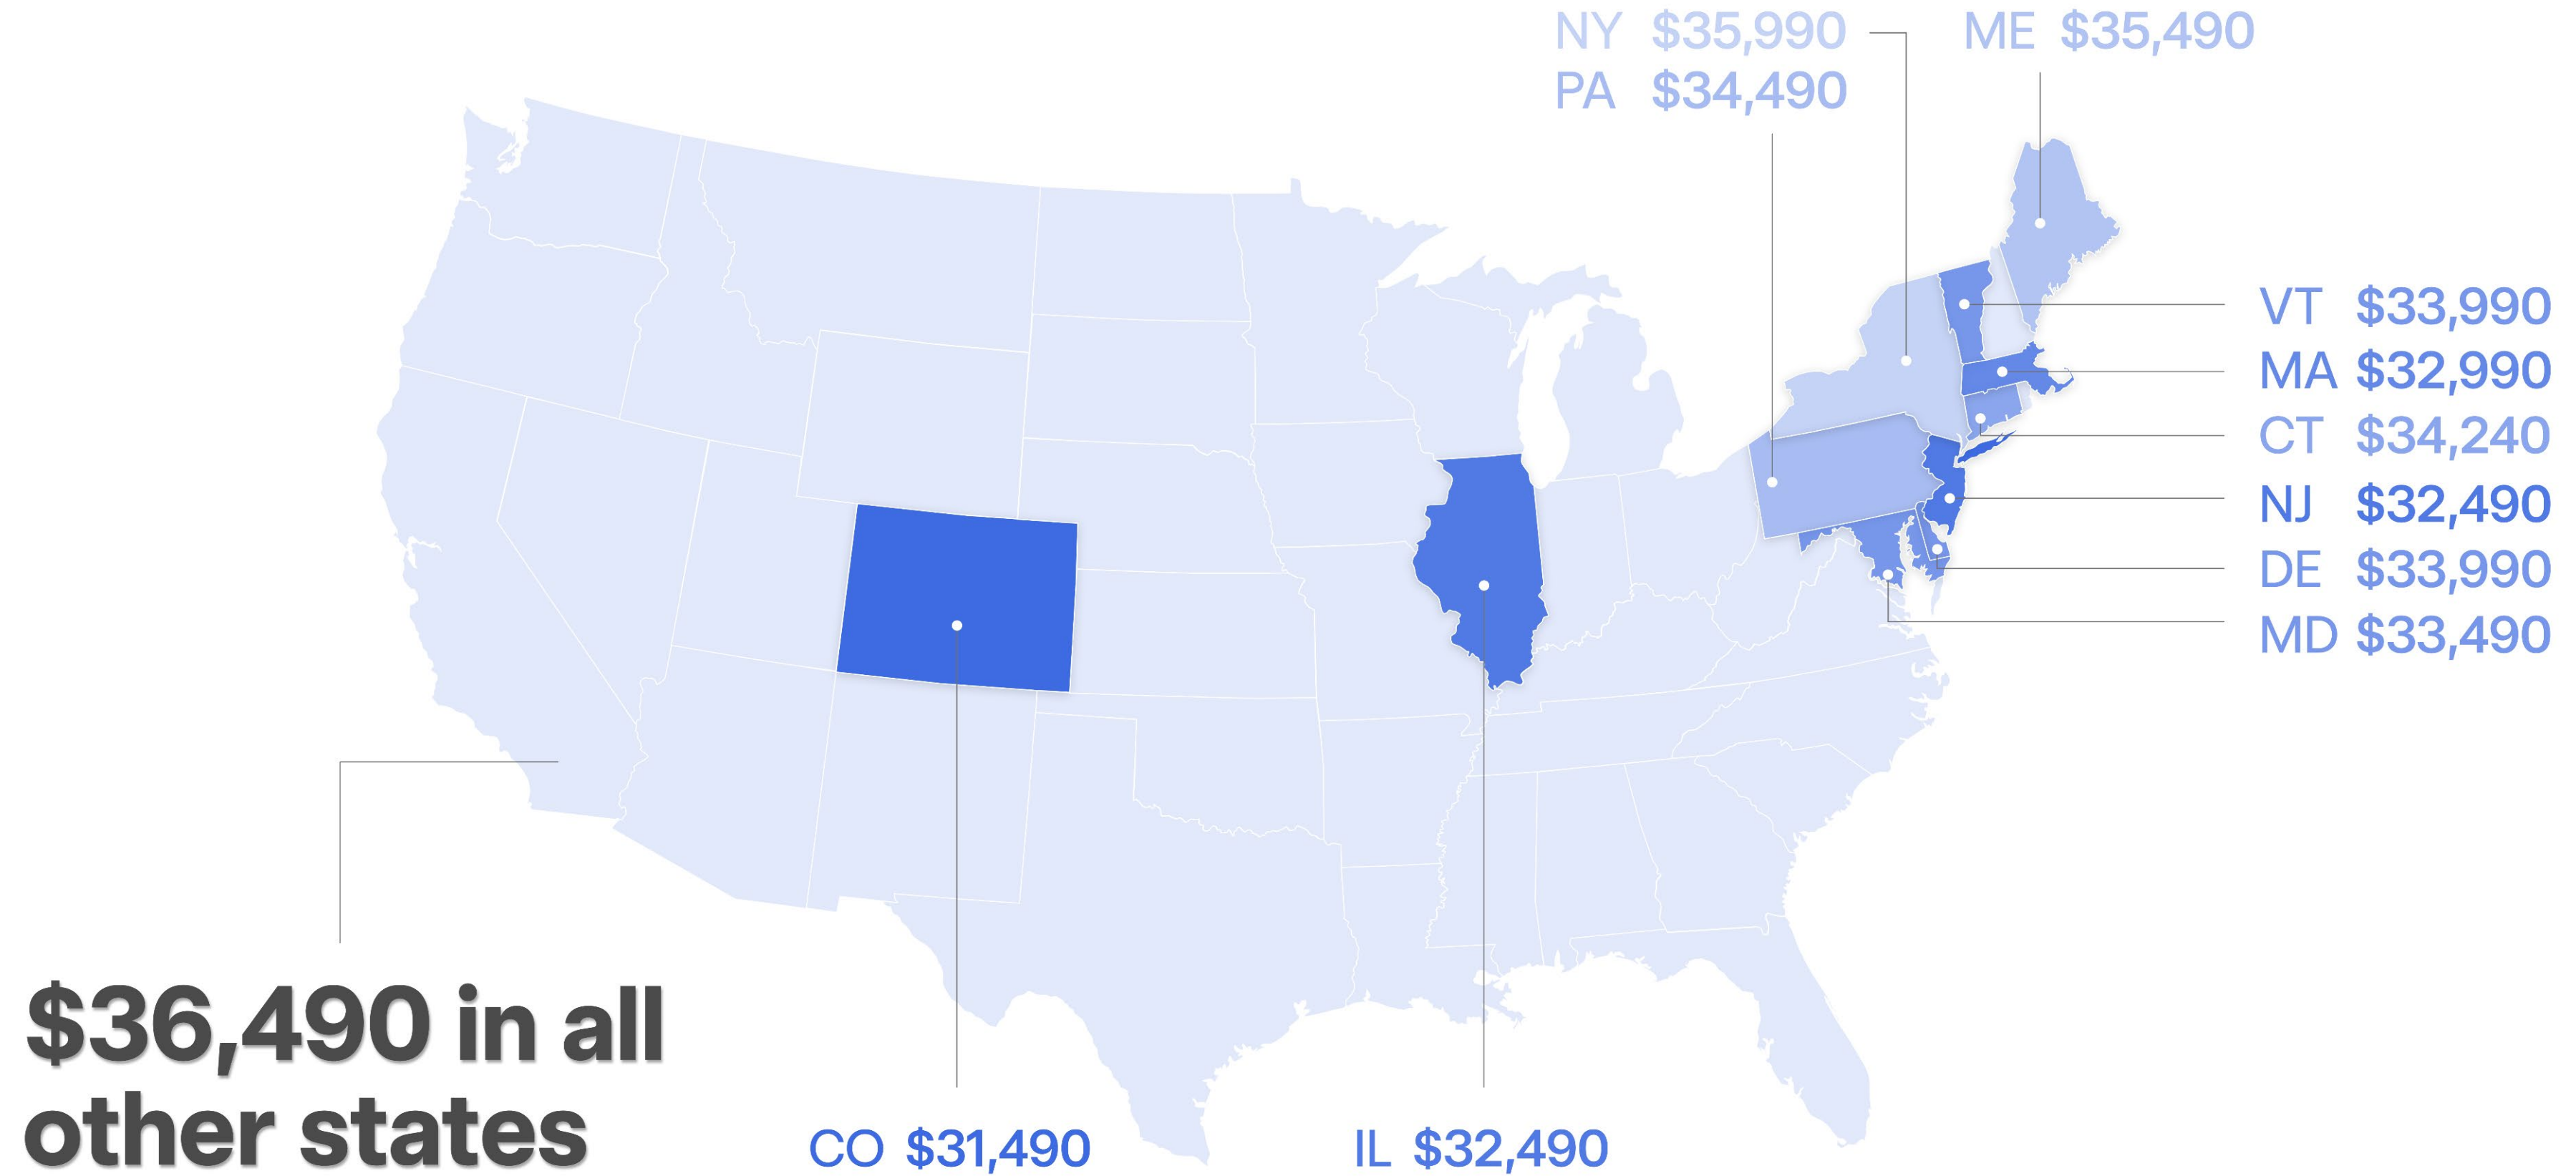 NY $35,990
PA $34,490
ME $35,490
VT $33,990
MA $32,990
CT $34,240
NJ $32,490
DE $33,990
MD $33,490
$36,490 in all
other states
CO $31,490
IL $32,490